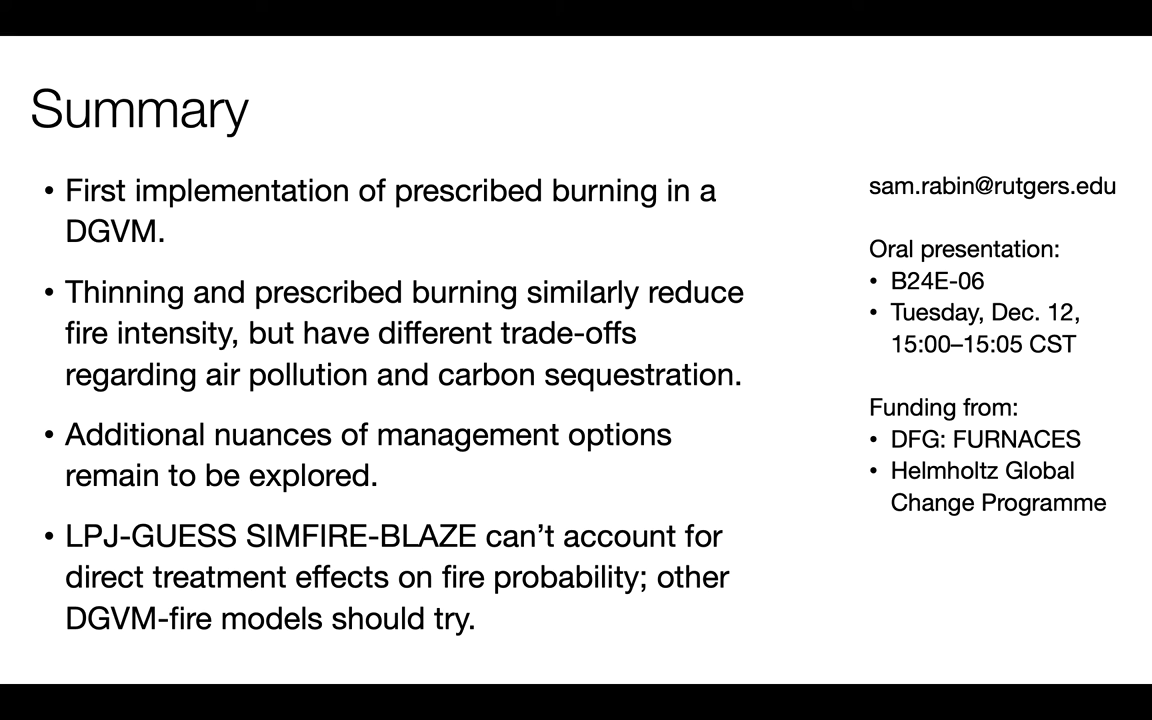 Summary
• First implementation of prescribed burning in a
DGVM.
• Thinning and prescribed burning similarly reduce
fire intensity, but have different trade-offs
regarding air pollution and carbon sequestration.
• Additional nuances of management options
remain to be explored.
• LPJ-GUESS SIMFIRE-BLAZE can’t account for
direct treatment effects on fire probability; other
DGVM-fire models should try.
sam.rabin@rutgers.edu
Oral presentation:
• B24E-06
• Tuesday, Dec. 12,
15:00–15:05 CST
Funding from:
• DFG: FURNACES
• Helmholtz Global
Change Programme